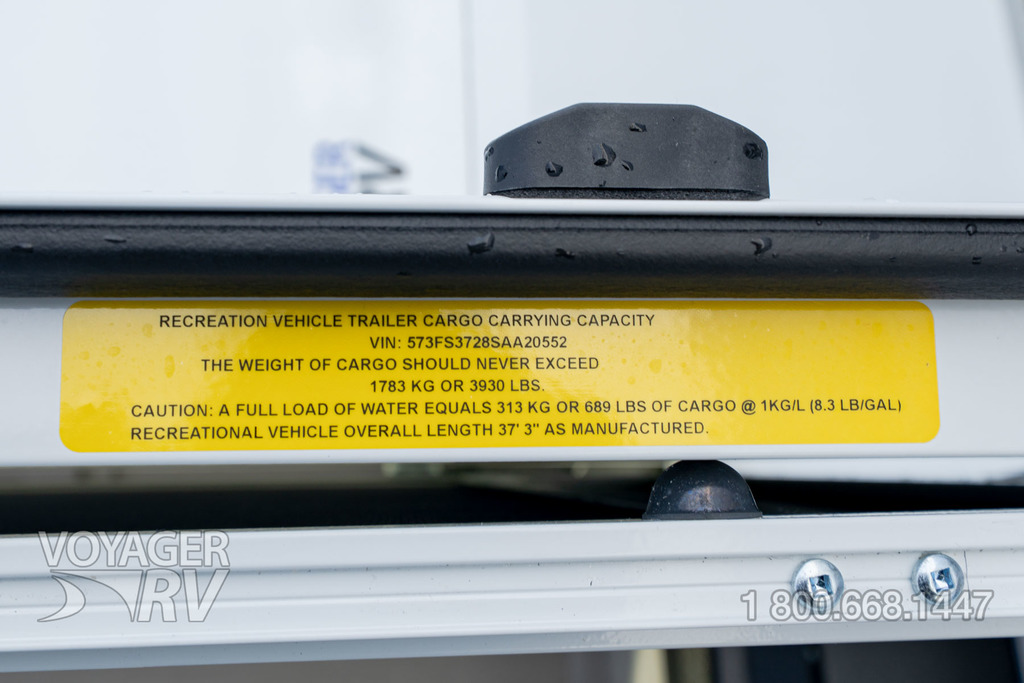 RECREATION VEHICLE TRAILER CARGO CARRYING CAPACITY
VIN: 573FS3728SAA20552
THE WEIGHT OF CARGO SHOULD NEVER EXCEED
1783 KG OR 3930 LBS.
CAUTION: A FULL LOAD OF WATER EQUALS 313 KG OR 689 LBS OF CARGO @ 1KG/L (8.3 LB/GAL)
RECREATIONAL VEHICLE OVERALL LENGTH 37' 3" AS MANUFACTURED.
VOYAGER
RV
1 800.668.1447